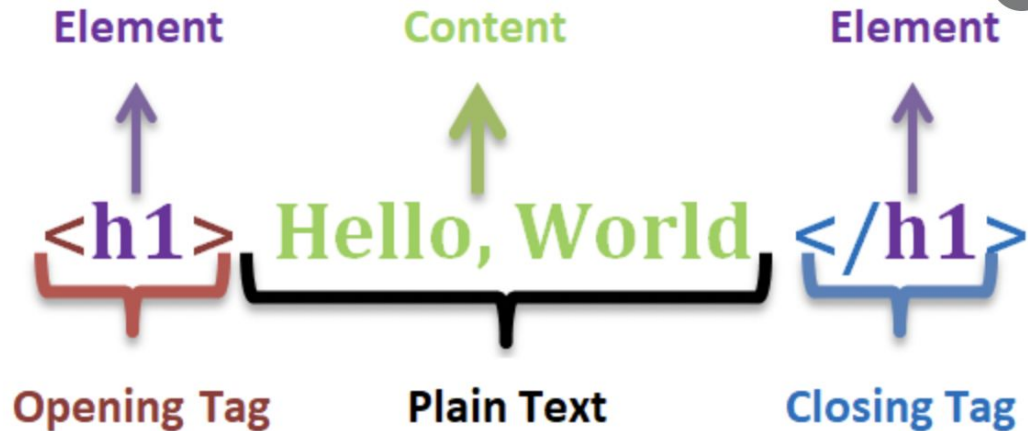 Element Content Element
<h1> Hello, World </h1>
Opening Tag Plain Text Closing Tag